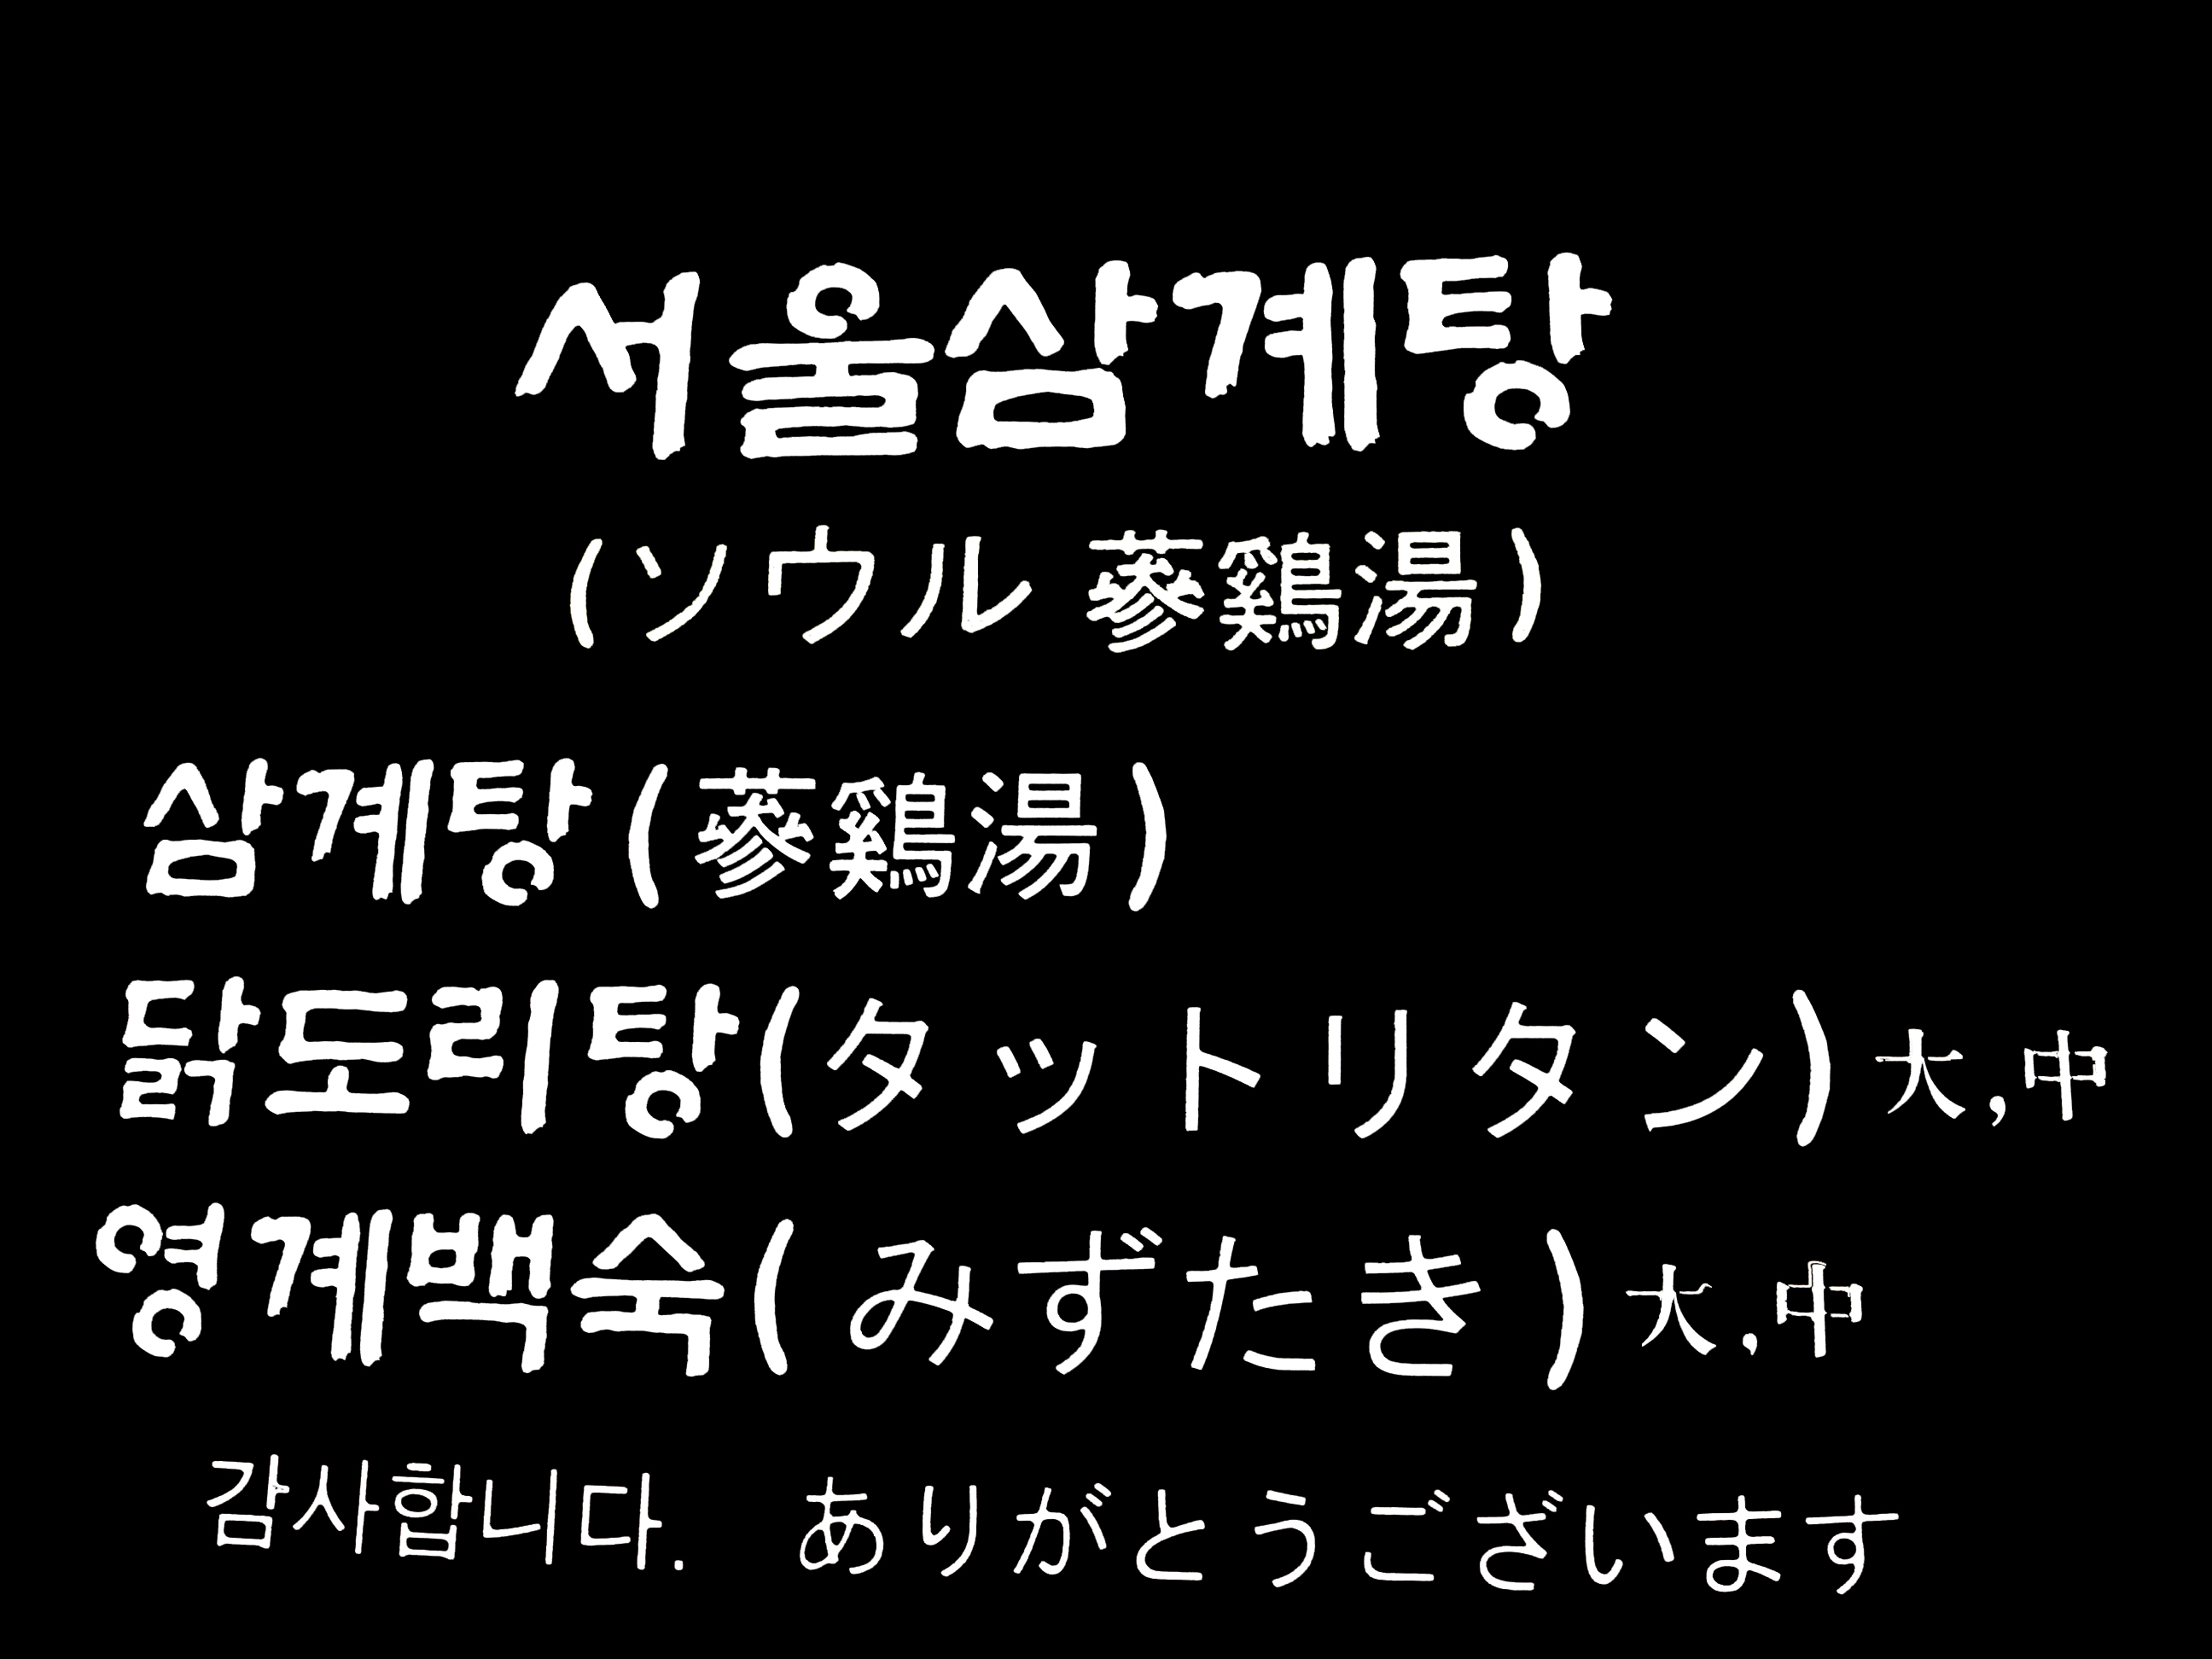 서울삼계탕
(ソウル 蔘鷄湯)
삼계탕(蔘鷄湯)
닭도리탕(タットリタン)大,中
영계백숙(みずたき)大,中
감사합니다. ありがとうございます